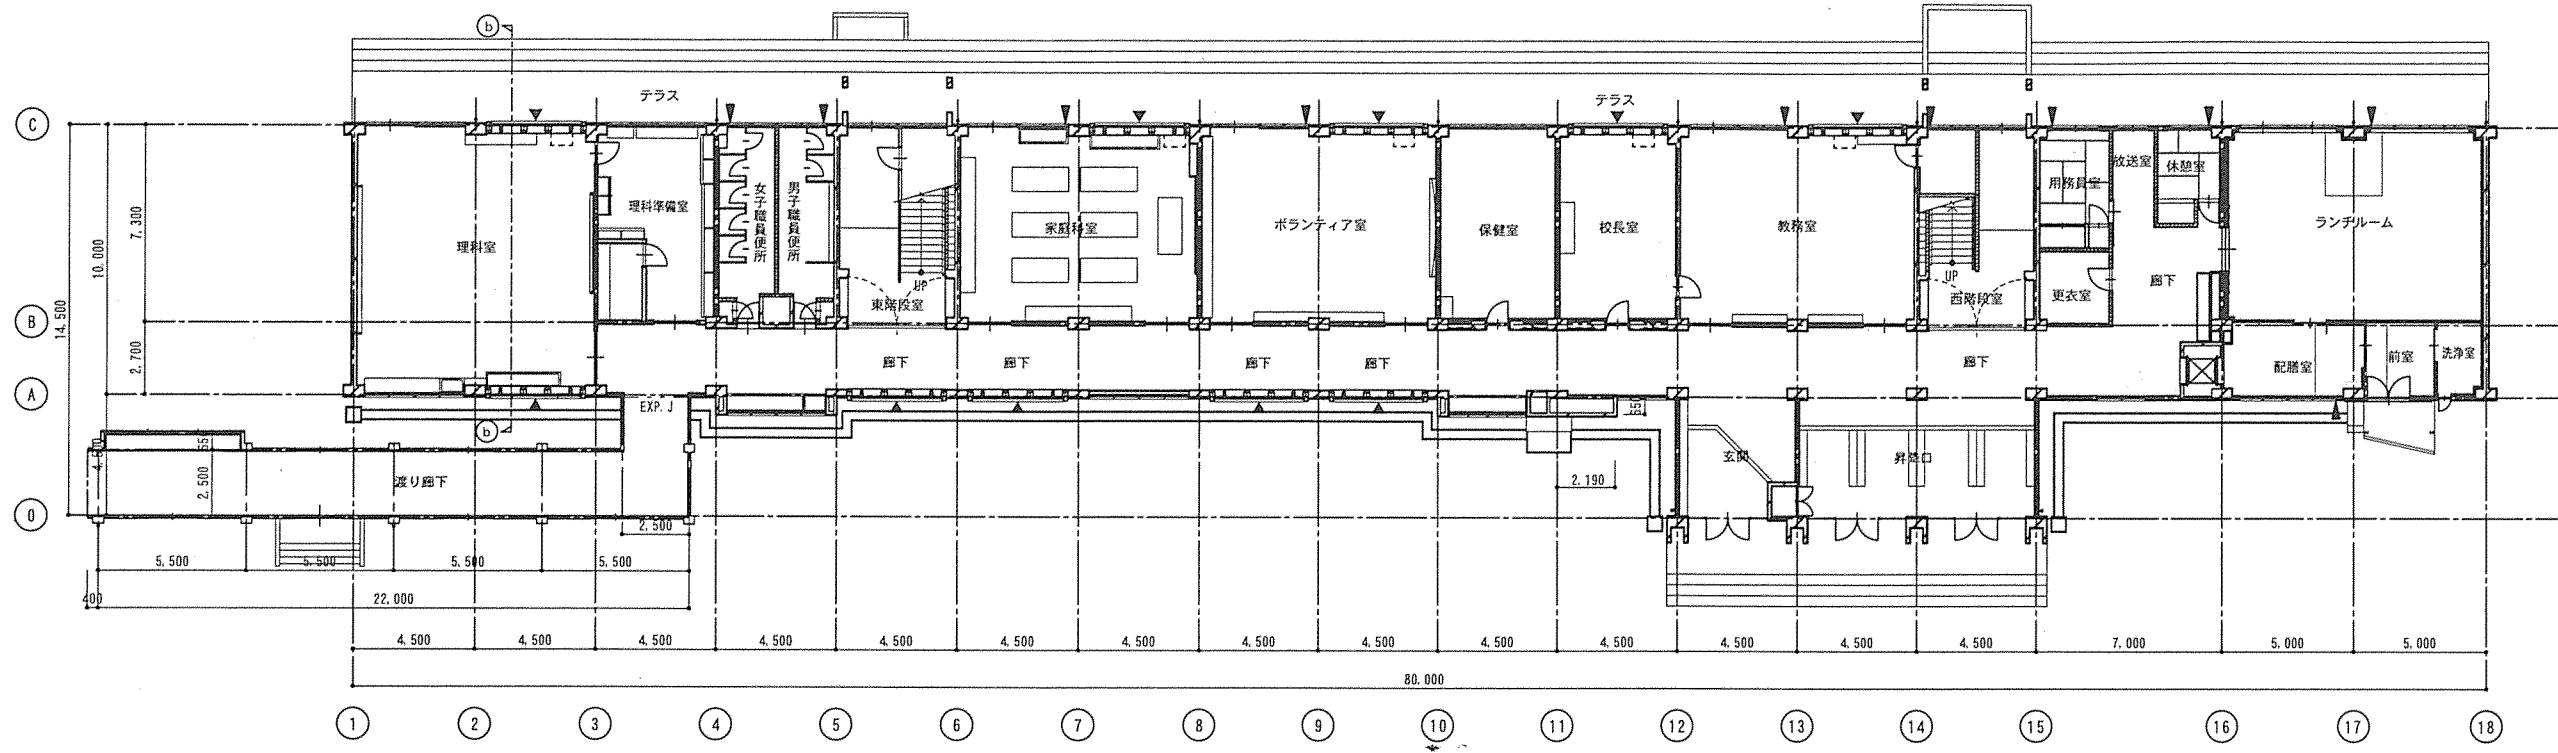 b
テラス
テラス
C
理科室
理科準備室
女子職員便所
男子職員便所
UP
東階段室
家庭科室
ボランティア室
保健室
校長室
教務室
UP
西階段室
用務員室
放送室
休憩室
更衣室
廊下
ランチルーム
7,300
10,000
14,500
B
2,700
廊下
廊下
廊下
廊下
廊下
配膳室
前室
洗浄室
A
EXP.J
b
2,500
渡り廊下
650
玄関
昇降口
2,190
0
2,500
5,500
5,500
5,500
5,500
400
22,000
4,500
4,500
4,500
4,500
4,500
4,500
4,500
4,500
4,500
4,500
4,500
4,500
4,500
4,500
7,000
5,000
5,000
80,000
1
2
3
4
5
6
7
8
9
10
11
12
13
14
15
16
17
18